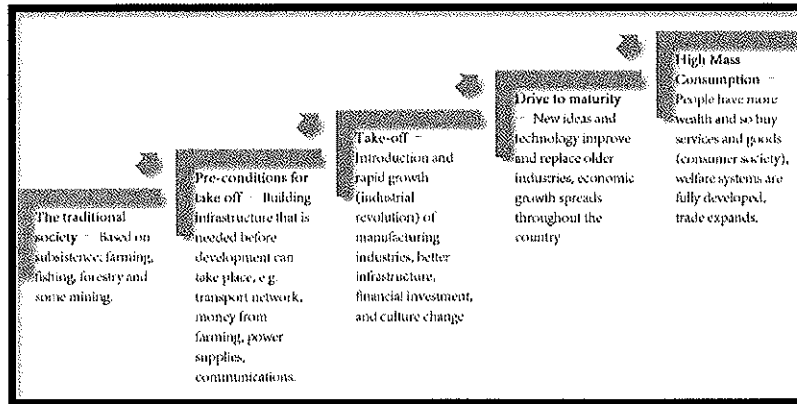 The traditional
society – Based on
subsistence; farming,
fishing, forestry and
some mining.
Pre-conditions for
take off – Building
infrastructure that is
needed before
development can
take place, e.g.
transport network,
money from
farming, power
supplies,
communications.
Take-off –
Introduction and
rapid growth
(industrial
revolution) of
manufacturing
industries, better
infrastructure,
financial investment,
and culture change
Drive to maturity
– New ideas and
technology improve
and replace older
industries, economic
growth spreads
throughout the
country
High Mass
Consumption –
People have more
wealth and so buy
services and goods
(consumer society),
welfare systems are
fully developed,
trade expands.